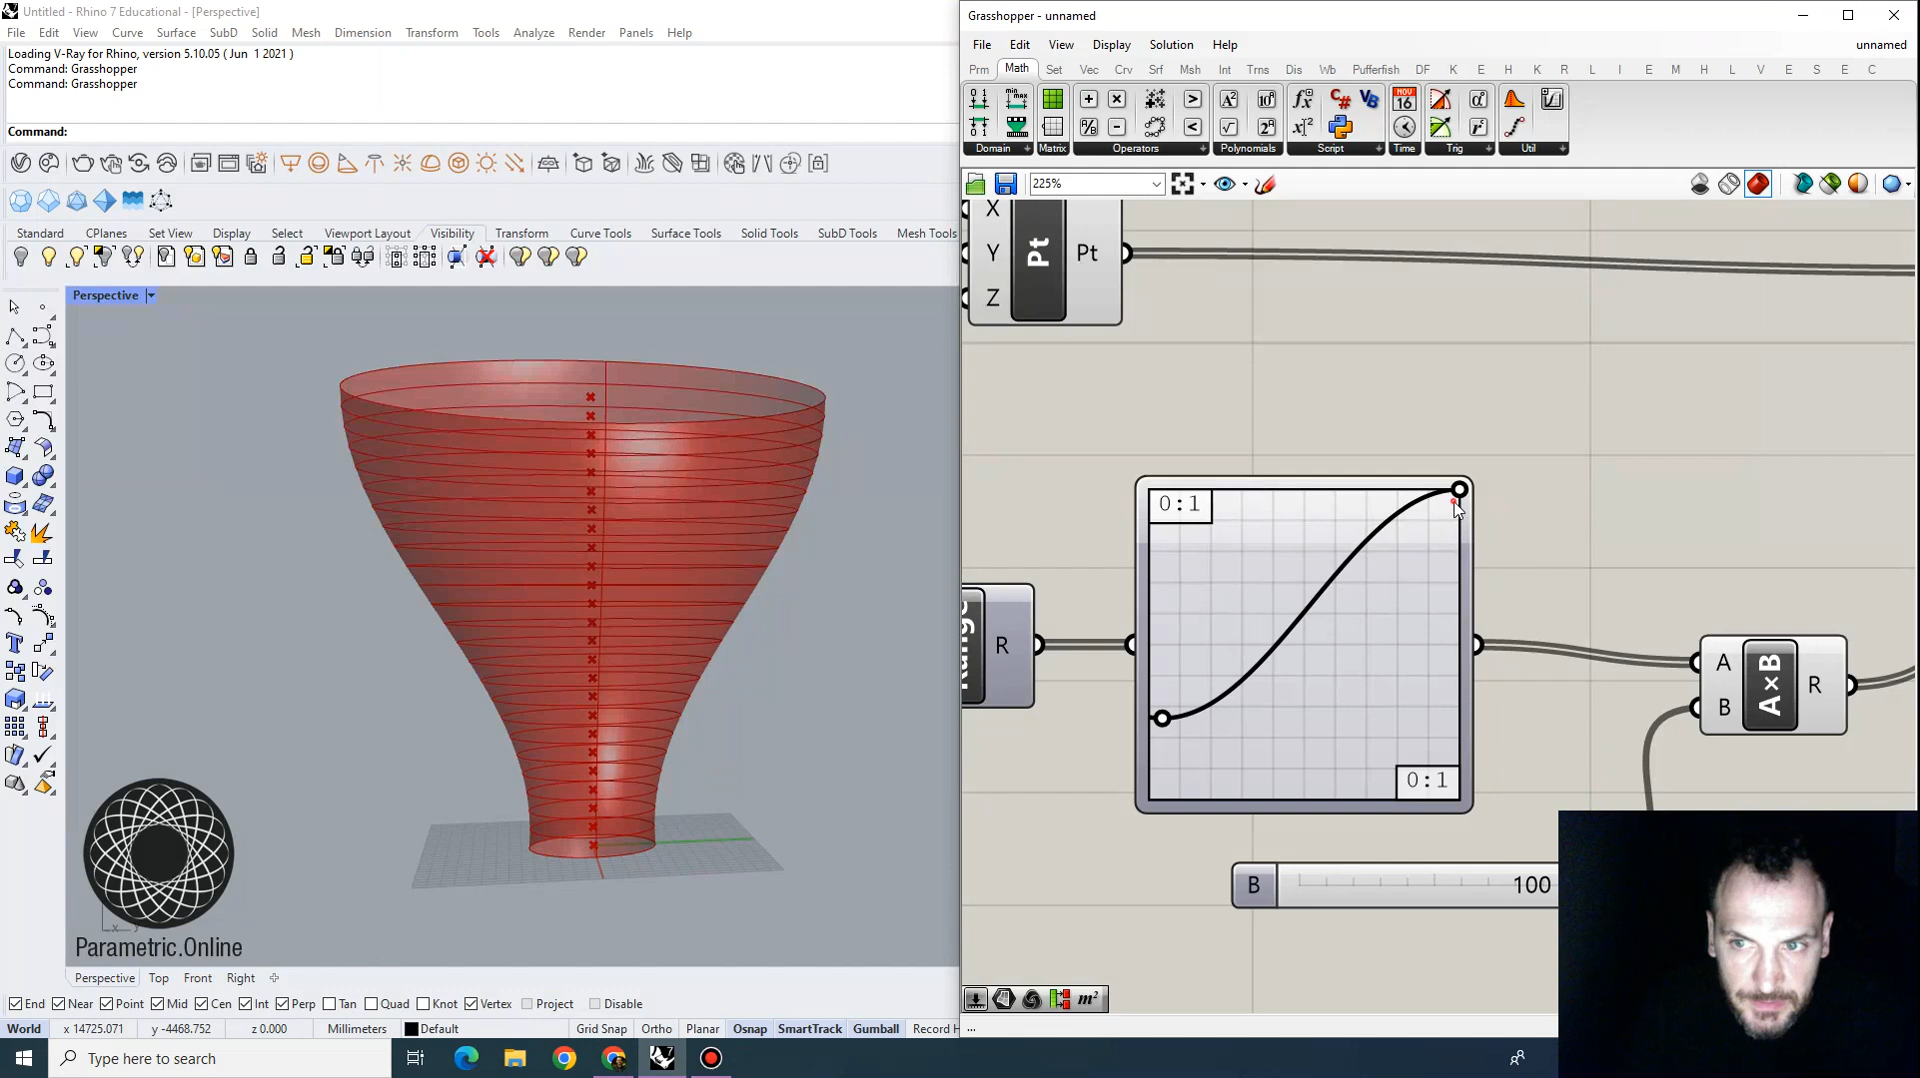 Untitled - Rhino 7 Educational - [Perspective]
File Edit View Curve Surface SubD Solid Mesh Dimension Transform Tools Analyze Render Panels Help
Loading V-Ray for Rhino, version 5.10.05 ( Jun 1 2021 )
Command: Grasshopper
Command: Grasshopper
Command:
Standard CPlanes Set View Display Select Viewport Layout Visibility Transform Curve Tools Surface Tools Solid Tools SubD Tools Mesh Tools
Perspective
Parametric.Online
Perspective Top Front Right
End Near Point Mid Cen Int Perp Tan Quad Knot Vertex Project Disable
World x 14725.071 y -4468.752 z 0.000 Millimeters Default Grid Snap Ortho Planar Osnap SmartTrack Gumball Record H
Type here to search
Grasshopper - unnamed
File Edit View Display Solution Help unnamed
Prm Math Set Vec Crv Srf Msh Int Trns Dis Wb Pufferfish DF K E H K R L I E M H L V E S E C
Domain Matrix Operators Polynomials Script Time Trig Util
225%
X
Y Pt Pt
Z
0:1
Range R
0:1
A
A×B R
B
B 100
m²
...